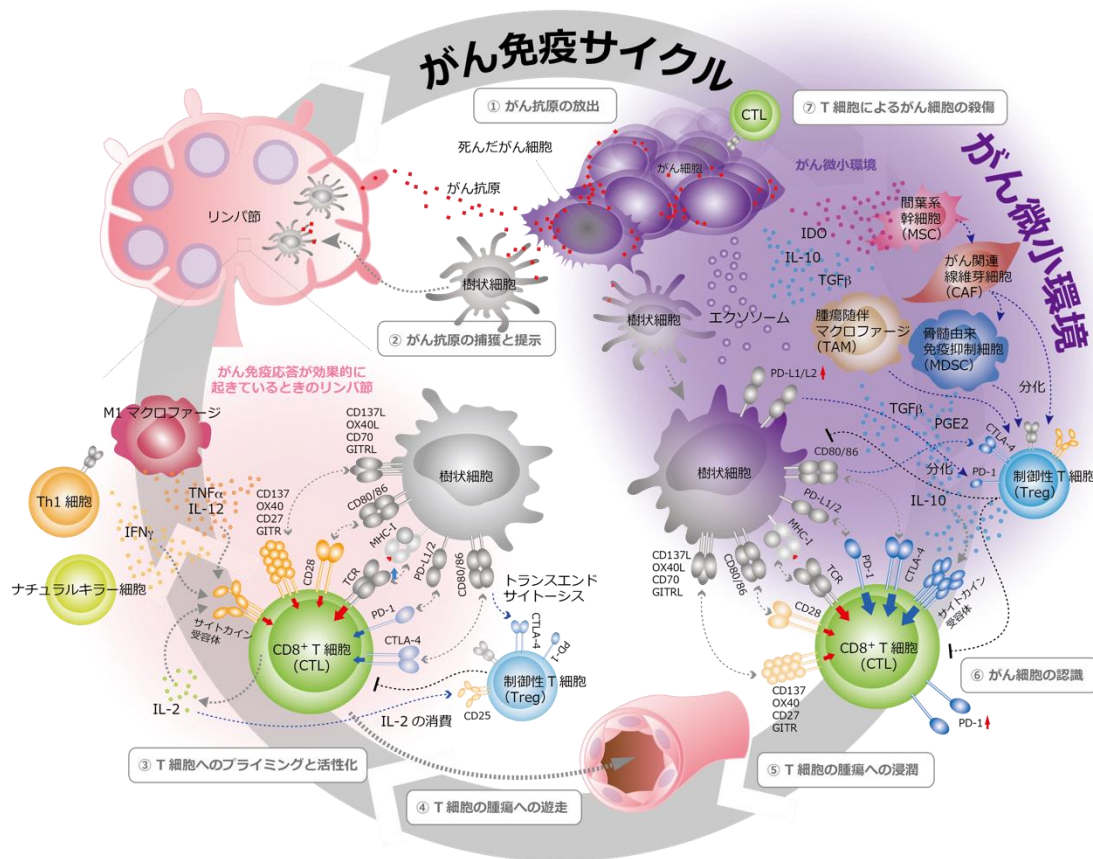 がん免疫サイクル
① がん抗原の放出
⑦ T 細胞によるがん細胞の殺傷
CTL
死んだがん細胞
がん細胞
がん微小環境
がん微小環境
がん抗原
リンパ節
樹状細胞
② がん抗原の捕獲と提示
間葉系
幹細胞
(MSC)
IDO
IL-10
TGFβ
がん関連
線維芽細胞
(CAF)
樹状細胞
エクソソーム
腫瘍随伴
マクロファージ
(TAM)
骨髄由来
免疫抑制細胞
(MDSC)
分化
PD-L1/L2
TGFβ
PGE2
CTLA-4
PD-1
制御性 T 細胞
(Treg)
分化
IL-10
がん免疫応答が効果的に
起きているときのリンパ節
M1 マクロファージ
Th1 細胞
TNFα
IL-12
IFNγ
ナチュラルキラー細胞
CD137L
OX40L
CD70
GITRL
樹状細胞
CD137
OX40
CD27
GITR
CD80/86
CD28
MHC-I
TCR
PD-L1/2
CD80/86
PD-1
CTLA-4
サイトカイン
受容体
CD8⁺ T 細胞
(CTL)
IL-2
トランスエンド
サイトーシス
CTLA-4
PD-1
制御性 T 細胞
(Treg)
CD25
IL-2 の消費
樹状細胞
CD80/86
PD-L1/2
MHC-I
TCR
PD-1
CTLA-4
サイトカイン
受容体
CD137L
OX40L
CD70
GITRL
CD80/86
CD28
CD8⁺ T 細胞
(CTL)
CD137
OX40
CD27
GITR
PD-1
⑥ がん細胞の認識
③ T 細胞へのプライミングと活性化
④ T 細胞の腫瘍への遊走
⑤ T 細胞の腫瘍への浸潤